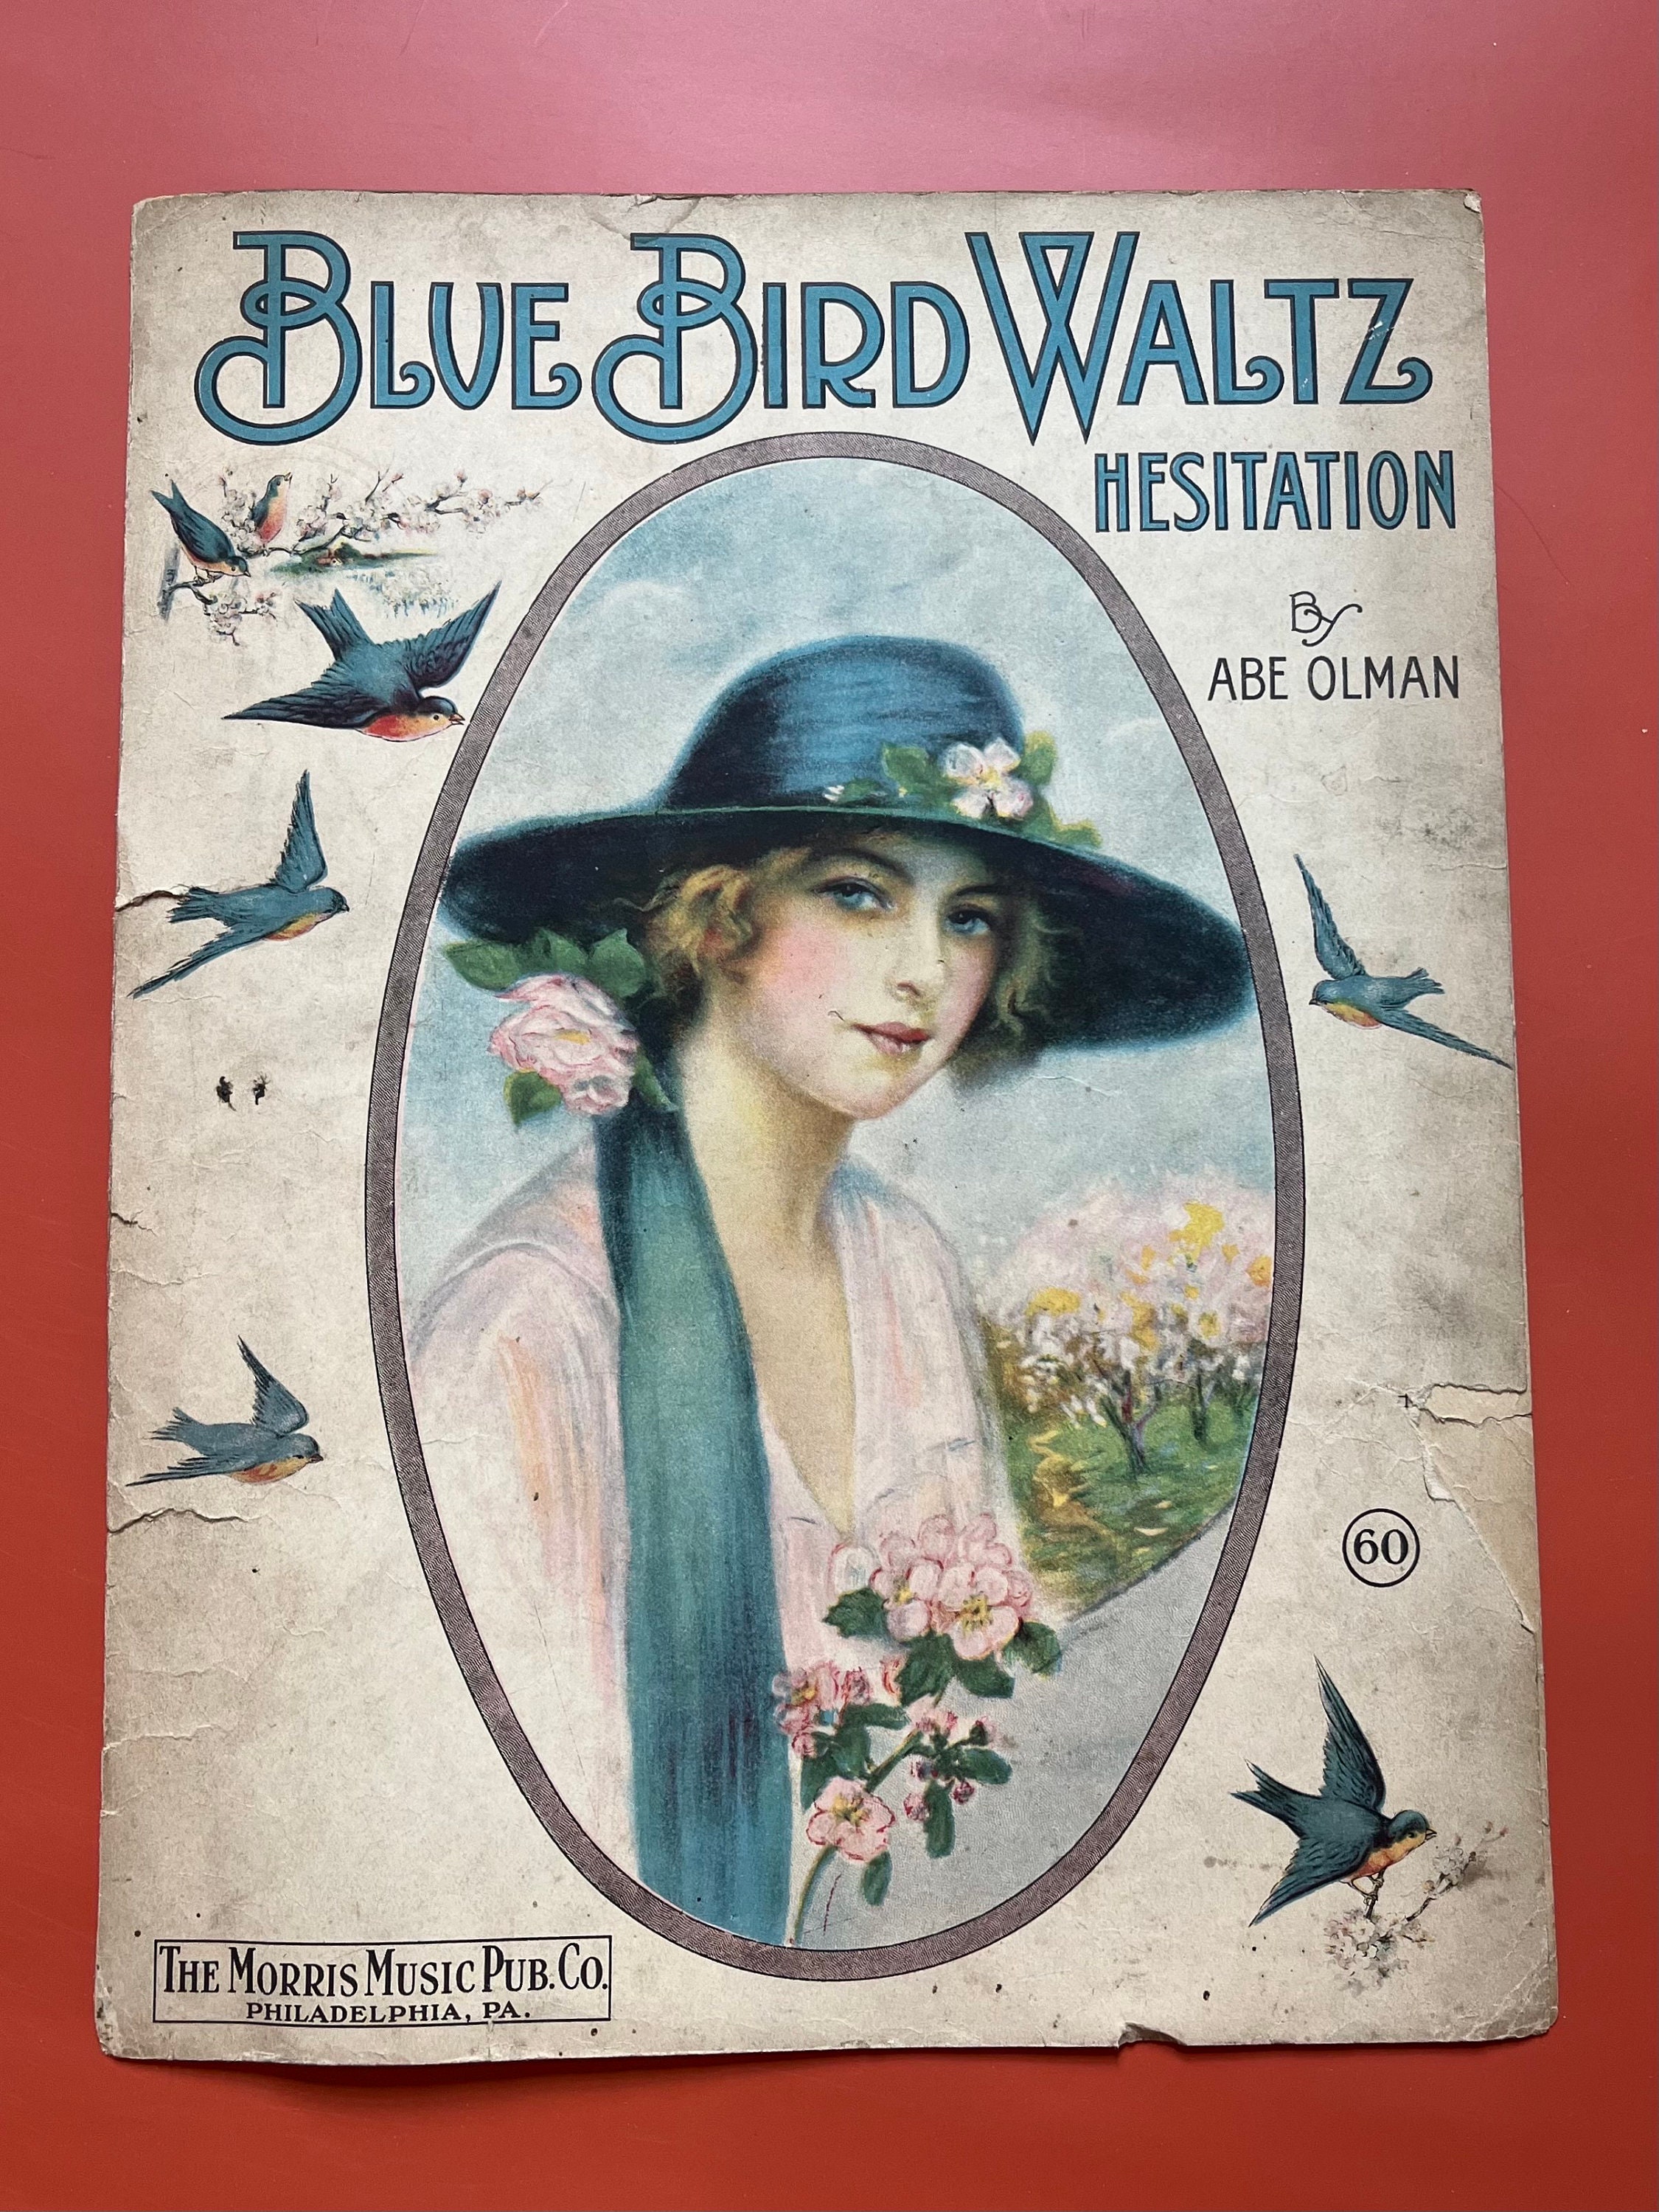 BLUE BIRD WALTZ
HESITATION
By
ABE OLMAN
60
THE MORRIS MUSIC PUB. CO.
PHILADELPHIA, PA.